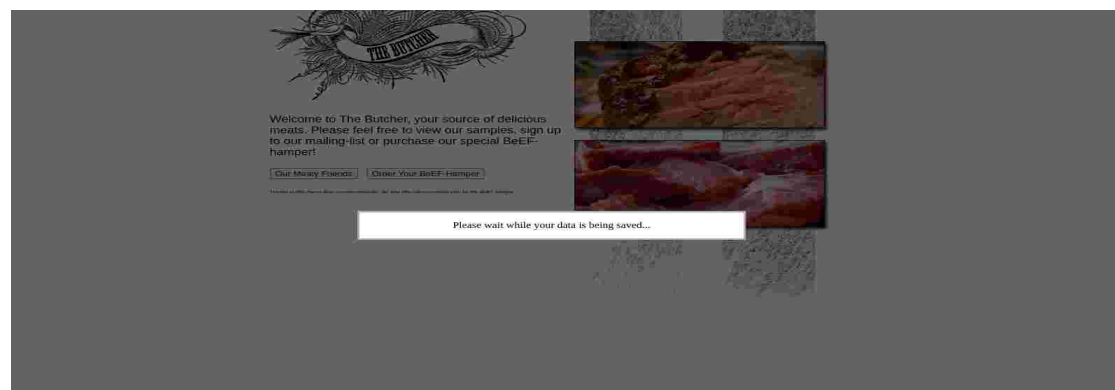 THE BUTCHER
Welcome to The Butcher, your source of delicious
meats. Please feel free to view our samples, sign up
to our mailing-list or purchase our special BeEF-
hamper!
Our Meaty Friends
Order Your BeEF-Hamper
Please wait while your data is being saved...